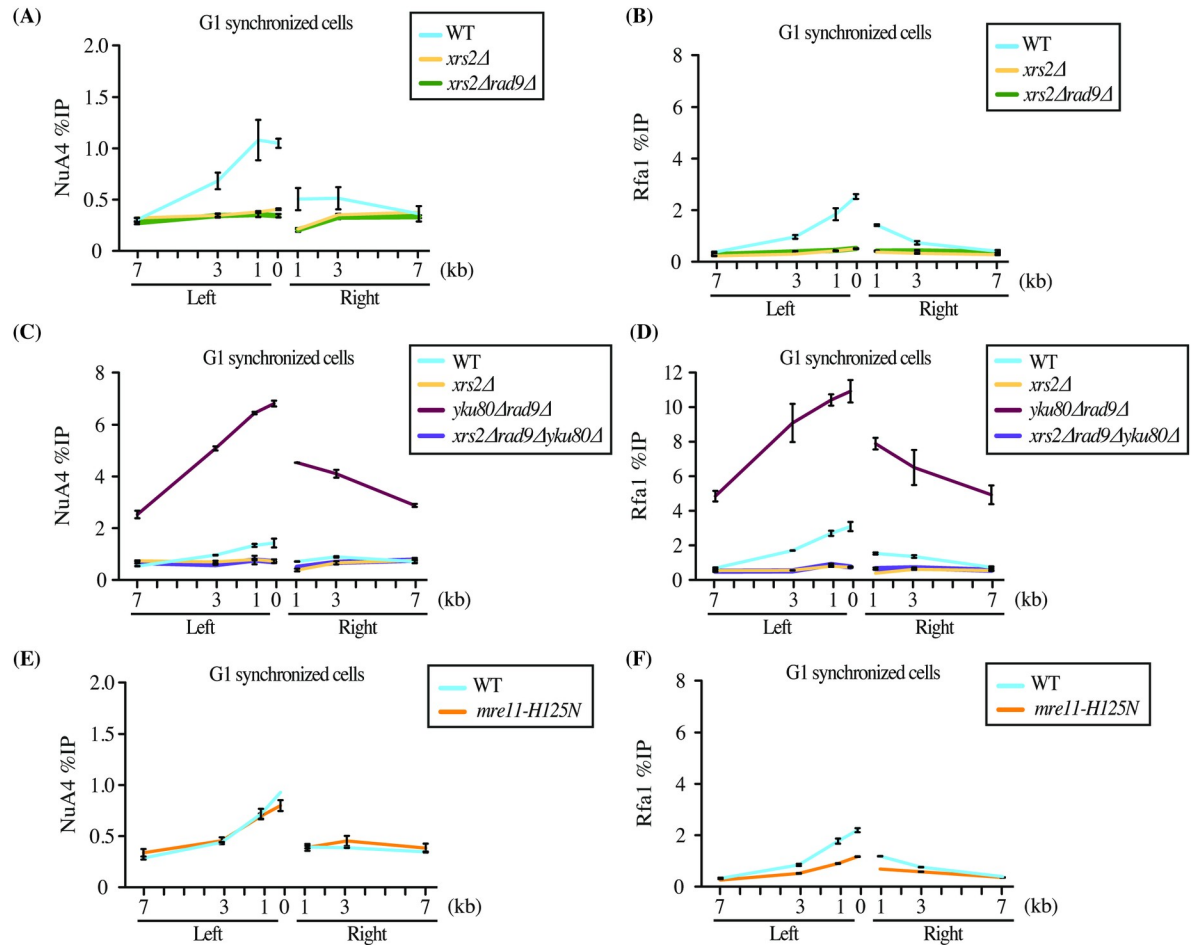 (A)
G1 synchronized cells
WT
xrs2Δ
xrs2Δrad9Δ
NuA4 %IP
2.0
1.5
1.0
0.5
0
7 3 1 0 1 3 7 (kb)
Left Right
(B)
G1 synchronized cells
WT
xrs2Δ
xrs2Δrad9Δ
Rfa1 %IP
8
6
4
2
0
7 3 1 0 1 3 7 (kb)
Left Right
(C)
G1 synchronized cells
WT
xrs2Δ
yku80Δrad9Δ
xrs2Δrad9Δyku80Δ
NuA4 %IP
8
6
4
2
0
7 3 1 0 1 3 7 (kb)
Left Right
(D)
G1 synchronized cells
WT
xrs2Δ
yku80Δrad9Δ
xrs2Δrad9Δyku80Δ
Rfa1 %IP
12
10
8
6
4
2
0
7 3 1 0 1 3 7 (kb)
Left Right
(E)
G1 synchronized cells
WT
mre11-H125N
NuA4 %IP
2.0
1.5
1.0
0.5
0
7 3 1 0 1 3 7 (kb)
Left Right
(F)
G1 synchronized cells
WT
mre11-H125N
Rfa1 %IP
8
6
4
2
0
7 3 1 0 1 3 7 (kb)
Left Right